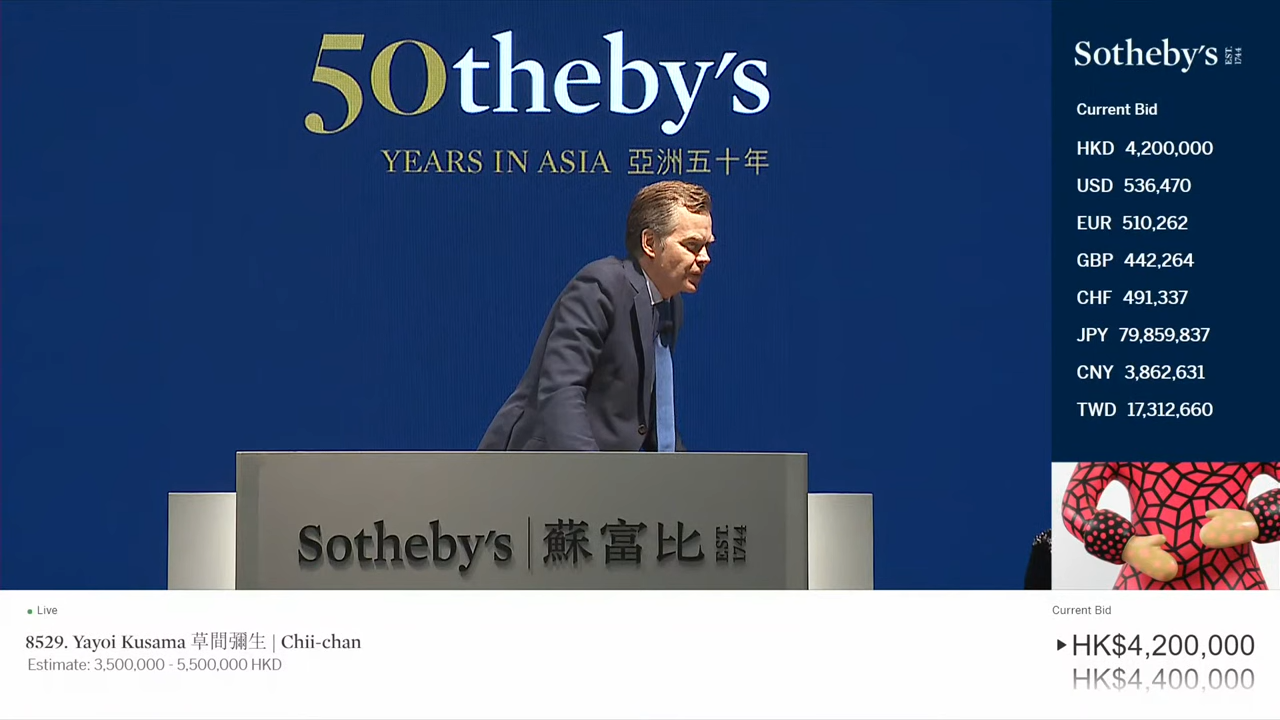 50theby's
YEARS IN ASIA 亞洲五十年
Sotheby's EST. 1744
Current Bid
HKD 4,200,000
USD 536,470
EUR 510,262
GBP 442,264
CHF 491,337
JPY 79,859,837
CNY 3,862,631
TWD 17,312,660
Sotheby's | 蘇富比 EST. 1744
Live
8529. Yayoi Kusama 草間彌生 | Chii-chan
Estimate: 3,500,000 - 5,500,000 HKD
Current Bid
HK$4,200,000
HK$4,400,000